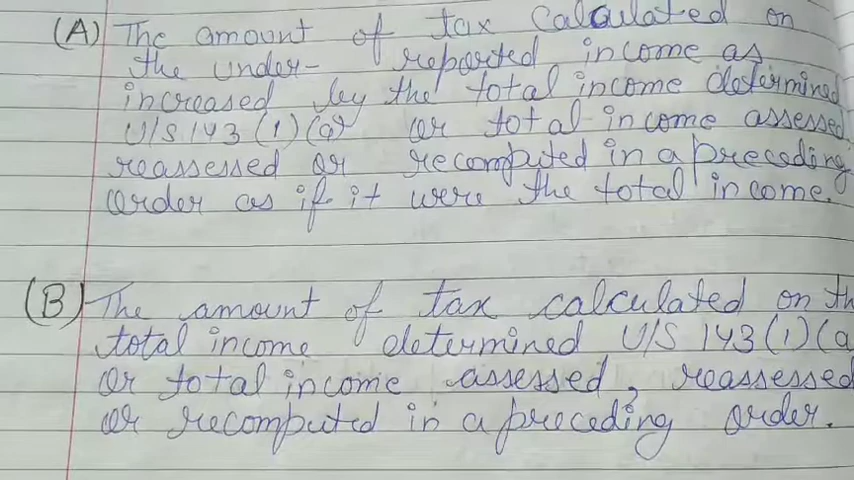 (A) The amount of tax calculated on
the under- reported income as
increased by the total income determined
U/S 143 (1) (a) or total income assessed,
reassessed or recomputed in a preceding
order as if it were the total income.
(B) The amount of tax calculated on th
total income determined U/S 143 (1) (a
or total income assessed, reassessed
or recomputed in a preceding order.